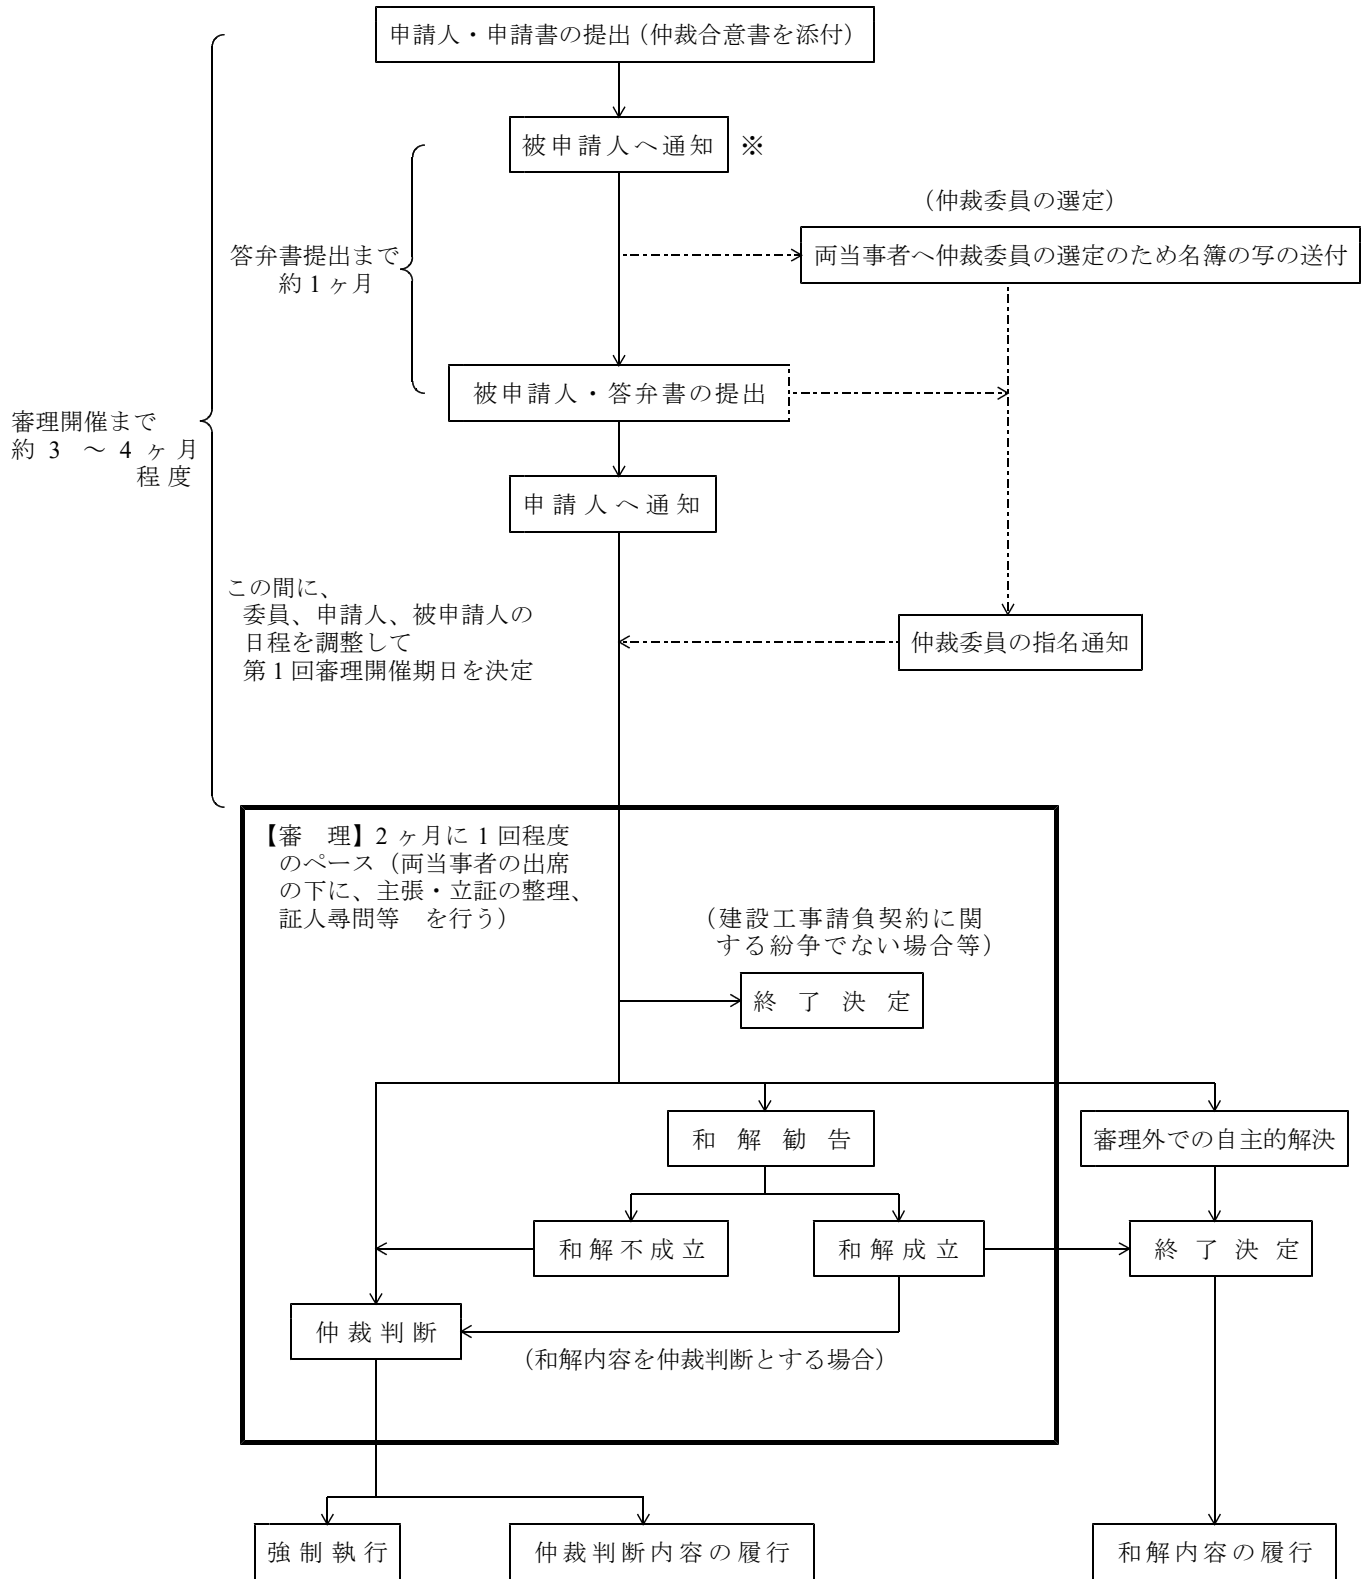 申請人・申請書の提出（仲裁合意書を添付）
被申請人へ通知 ※
（仲裁委員の選定）
両当事者へ仲裁委員の選定のため名簿の写の送付
答弁書提出まで
約1ヶ月
被申請人・答弁書の提出
審理開催まで
約 3 ～ 4 ヶ月
程度
申請人へ通知
この間に、
委員、申請人、被申請人の
日程を調整して
第1回審理開催期日を決定
仲裁委員の指名通知
【審　理】2 ヶ月に 1 回程度
のペース（両当事者の出席
の下に、主張・立証の整理、
証人尋問等　を行う）
（建設工事請負契約に関
する紛争でない場合等）
終了決定
和解勧告
審理外での自主的解決
和解不成立
和解成立
終了決定
仲裁判断
（和解内容を仲裁判断とする場合）
強制執行
仲裁判断内容の履行
和解内容の履行